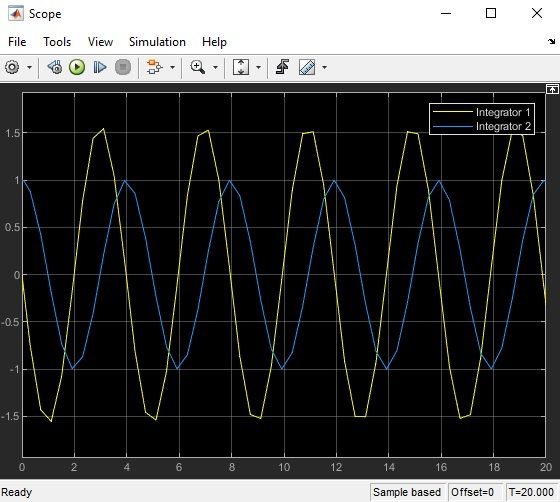 Scope
File Tools View Simulation Help
Integrator 1
Integrator 2
1.5
1
0.5
0
-0.5
-1
-1.5
0 2 4 6 8 10 12 14 16 18 20
Ready Sample based Offset=0 T=20.000